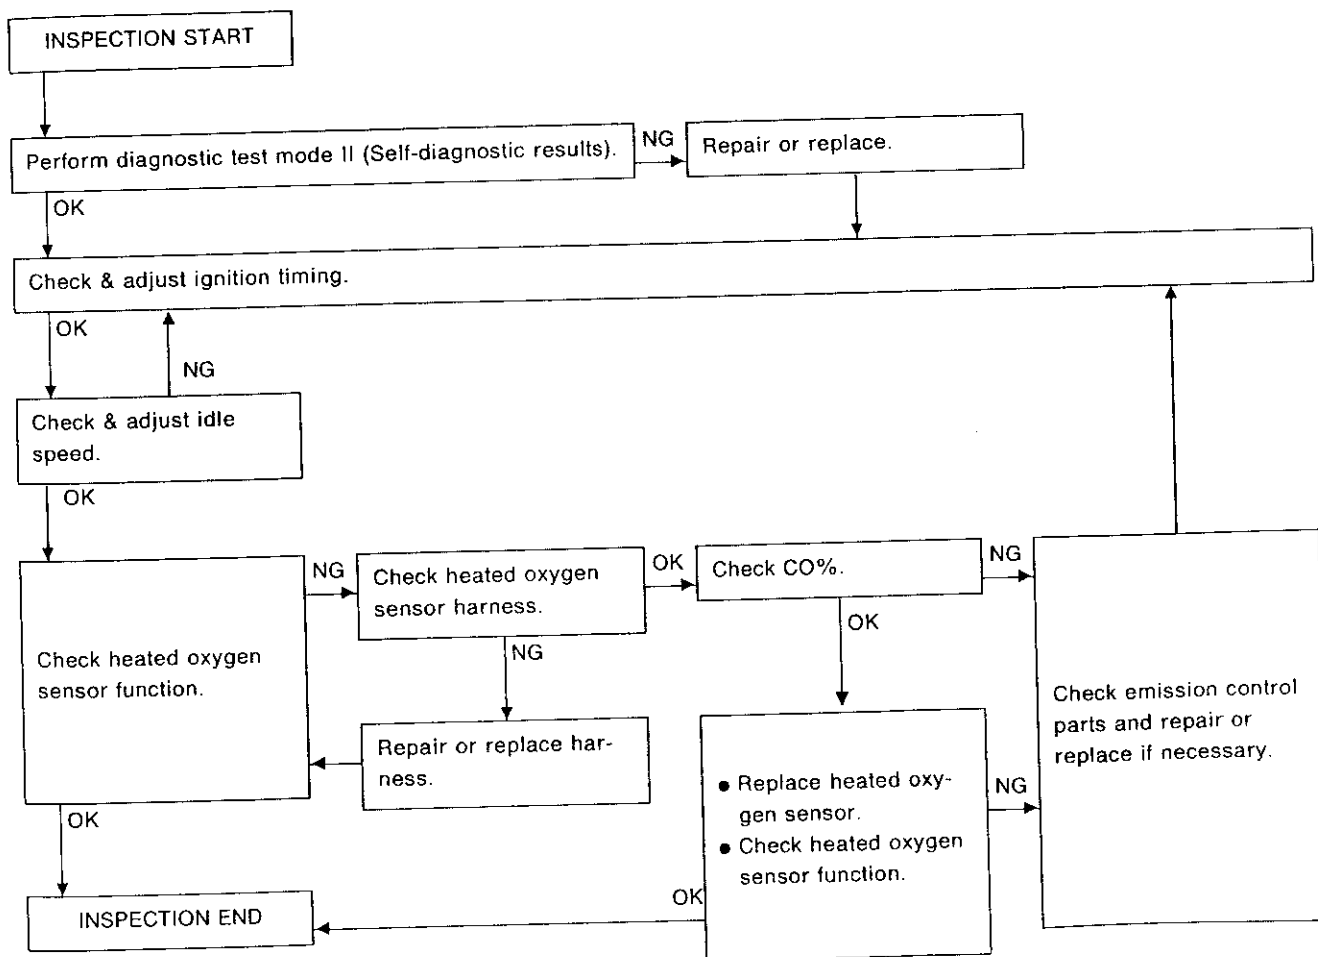 INSPECTION START
Perform diagnostic test mode II (Self-diagnostic results).
NG
Repair or replace.
OK
Check & adjust ignition timing.
OK
NG
Check & adjust idle
speed.
OK
Check heated oxygen
sensor function.
NG
Check heated oxygen
sensor harness.
OK
Check CO%.
NG
Check emission control
parts and repair or
replace if necessary.
NG
OK
Repair or replace har-
ness.
● Replace heated oxy-
gen sensor.
● Check heated oxygen
sensor function.
NG
OK
OK
INSPECTION END